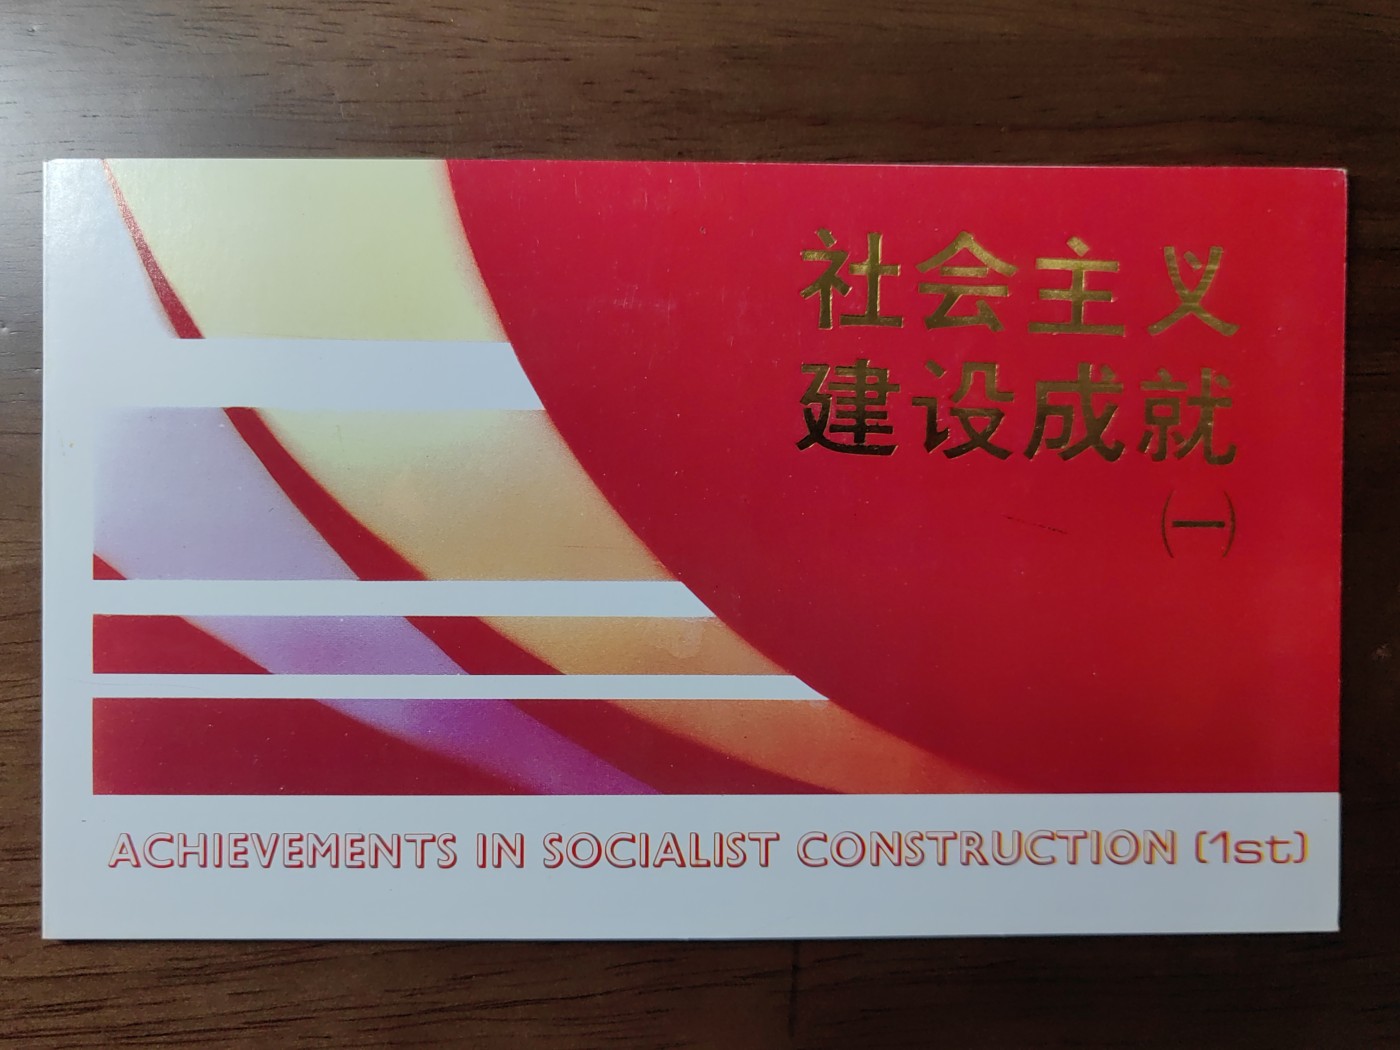 社会主义
建设成就
(一)
ACHIEVEMENTS IN SOCIALIST CONSTRUCTION (1st)